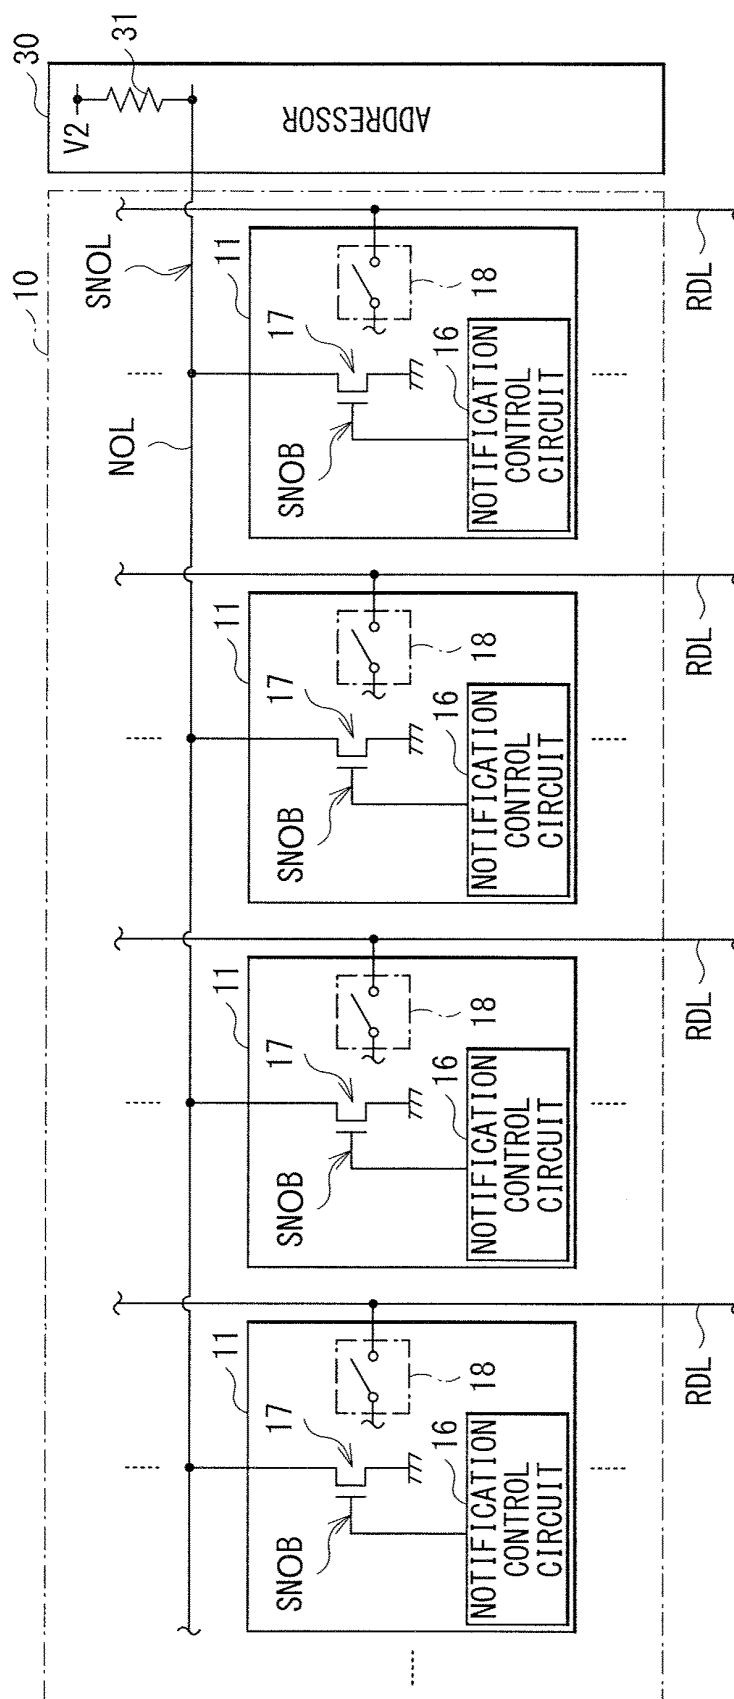 10
SNOL
NOL
30
V2
31
ADDRESSOR
11
17
SNOB
18
16
NOTIFICATION
CONTROL
CIRCUIT
RDL
11
17
SNOB
18
16
NOTIFICATION
CONTROL
CIRCUIT
RDL
11
17
SNOB
18
16
NOTIFICATION
CONTROL
CIRCUIT
RDL
11
17
SNOB
18
16
NOTIFICATION
CONTROL
CIRCUIT
RDL